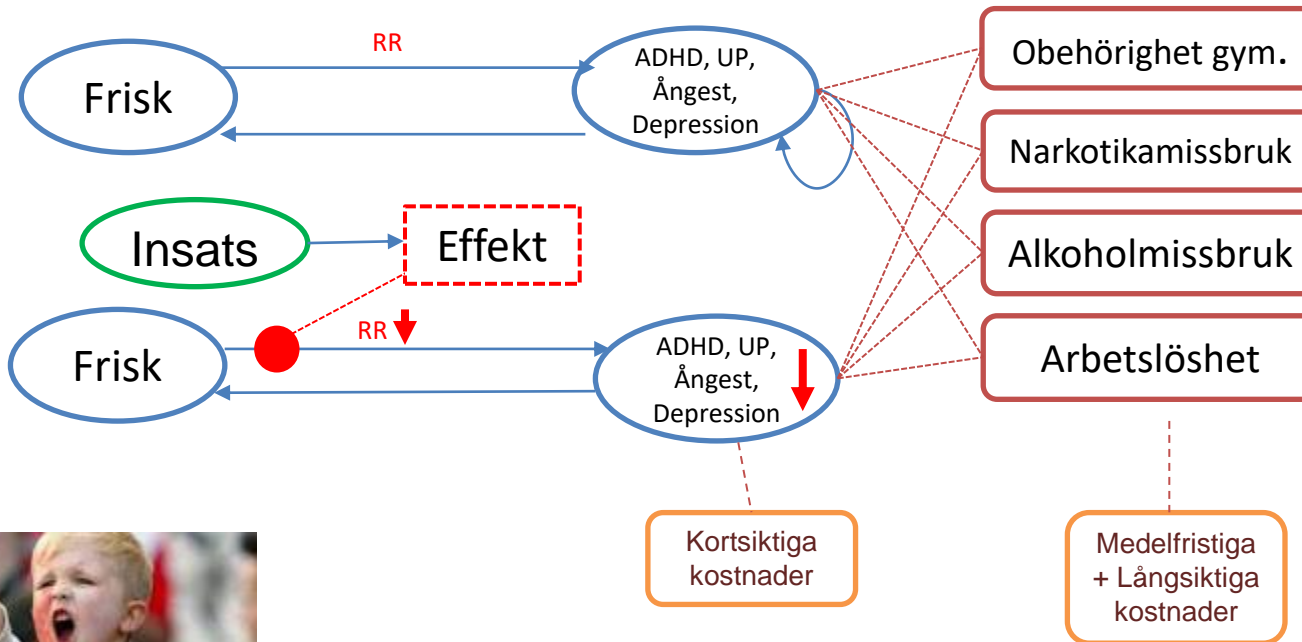 RR
Frisk
ADHD, UP,
Ångest,
Depression
Obehörighet gym.
Narkotikamissbruk
Insats
Effekt
Alkoholmissbruk
RR
Frisk
ADHD, UP,
Ångest,
Depression
Arbetslöshet
Kortsiktiga
kostnader
Medelfristiga
+ Långsiktiga
kostnader